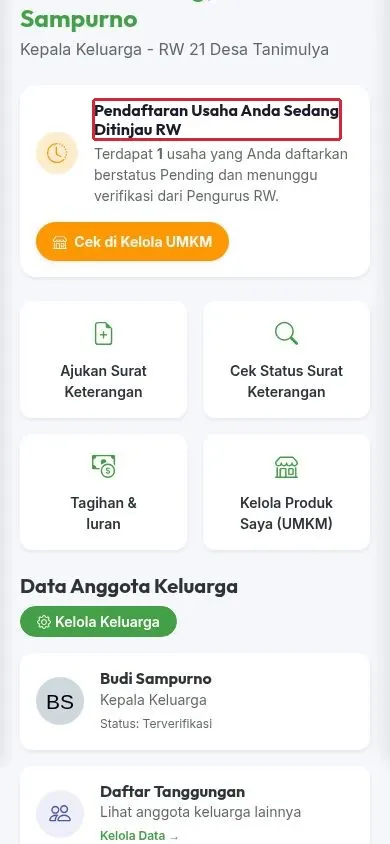 Sampurno
Kepala Keluarga - RW 21 Desa Tanimulya
Pendaftaran Usaha Anda Sedang
Ditinjau RW
Terdapat 1 usaha yang Anda daftarkan
berstatus Pending dan menunggu
verifikasi dari Pengurus RW.
Cek di Kelola UMKM
Ajukan Surat
Keterangan
Cek Status Surat
Keterangan
Tagihan &
Iuran
Kelola Produk
Saya (UMKM)
Data Anggota Keluarga
Kelola Keluarga
BS
Budi Sampurno
Kepala Keluarga
Status: Terverifikasi
Daftar Tanggungan
Lihat anggota keluarga lainnya
Kelola Data →